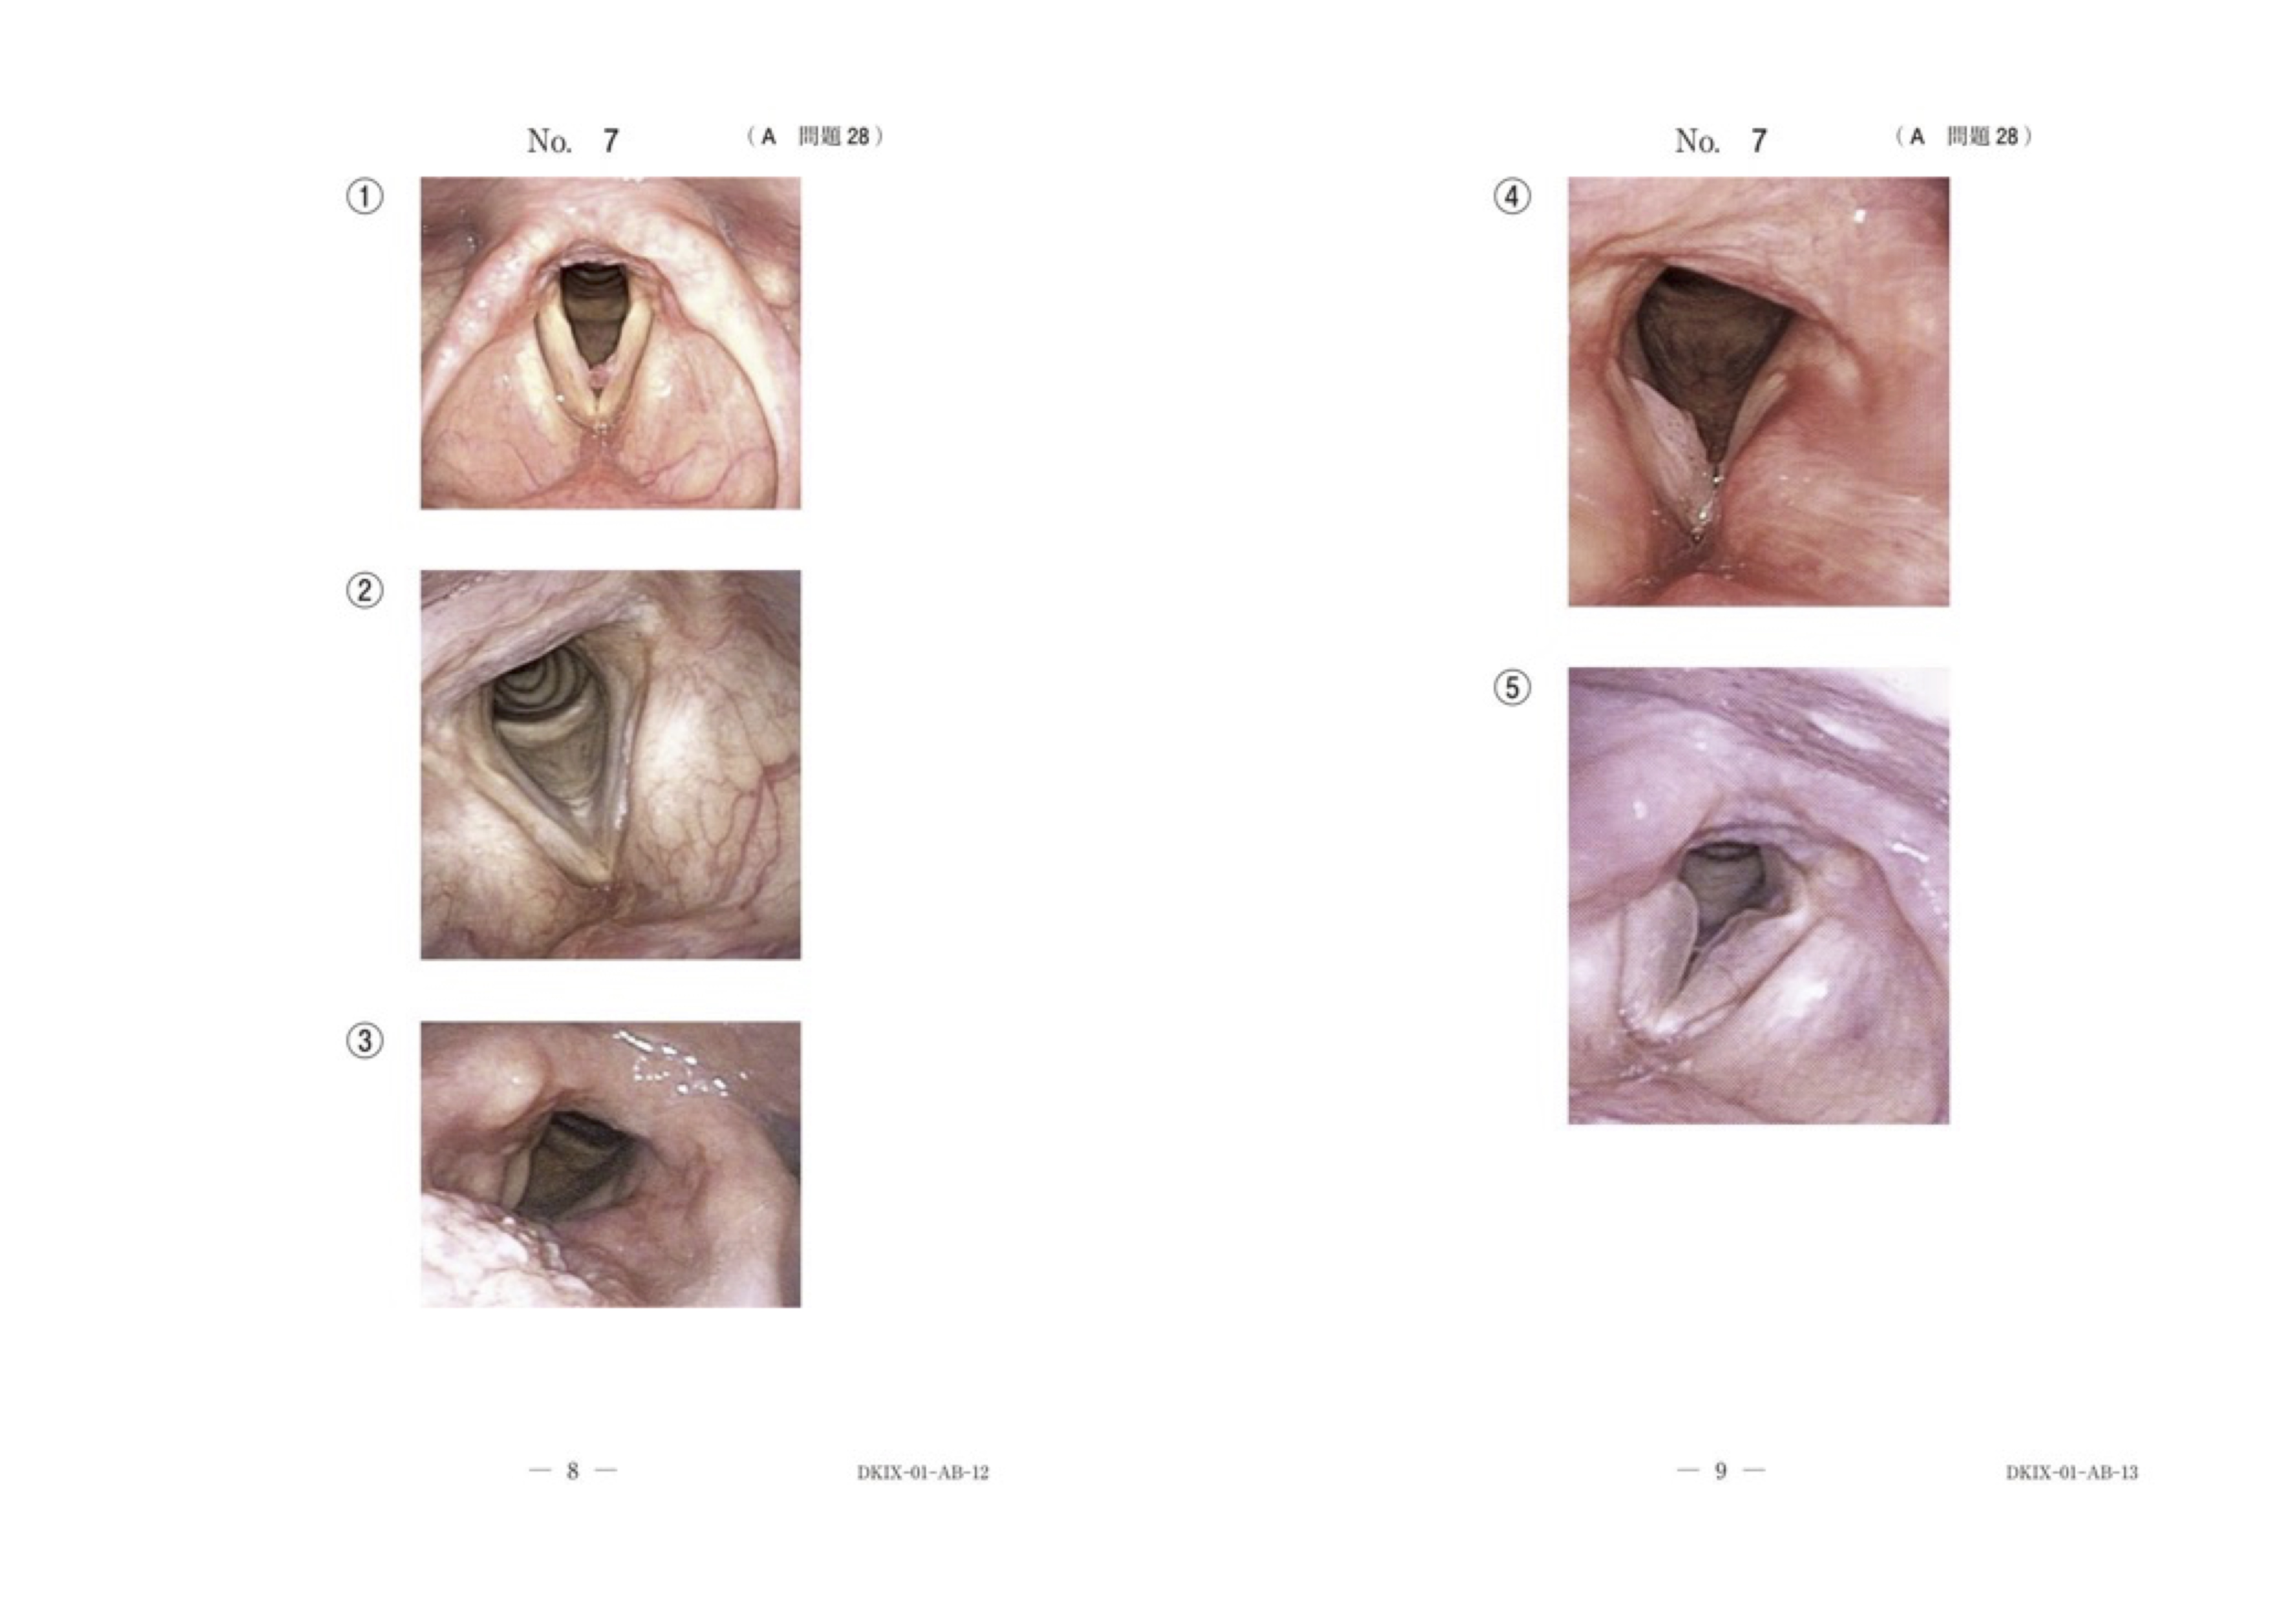 No. 7 (A 問題 28)
①
②
③
― 8 ―
DKIX-01-AB-12
No. 7 (A 問題 28)
④
⑤
― 9 ―
DKIX-01-AB-13